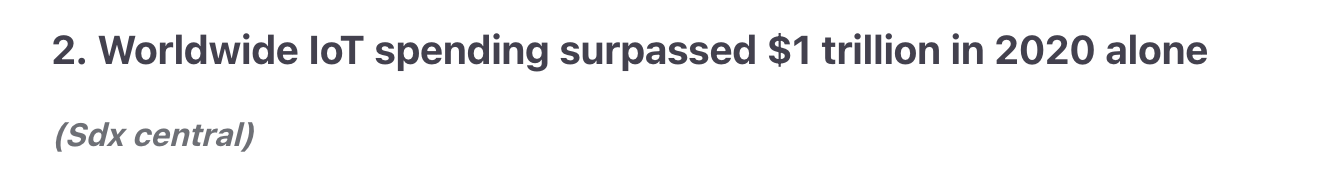 2. Worldwide IoT spending surpassed $1 trillion in 2020 alone
(Sdx central)